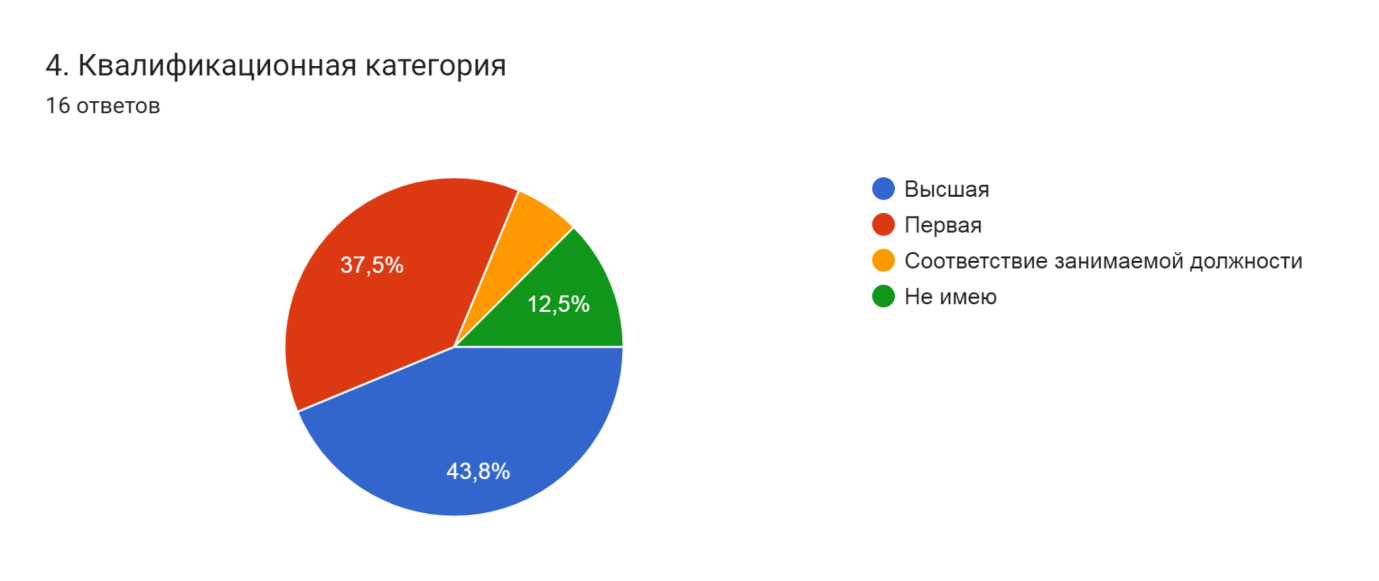 4. Квалификационная категория
16 ответов
Высшая
Первая
Соответствие занимаемой должности
Не имею
37,5%
12,5%
43,8%